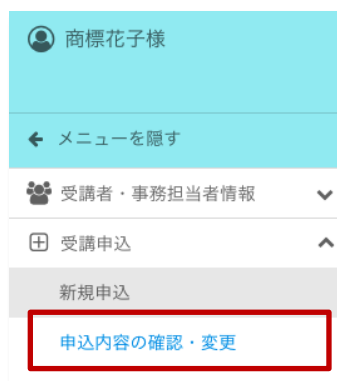 商標花子様
メニューを隠す
受講者・事務担当者情報
受講申込
新規申込
申込内容の確認・変更